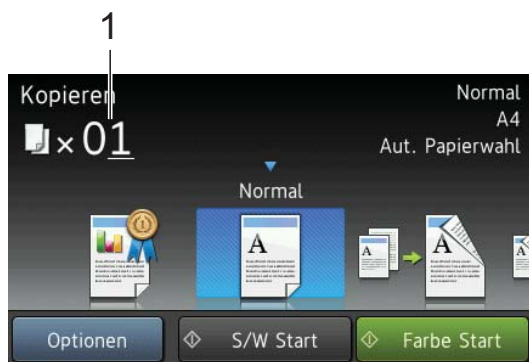 1
Kopieren
Normal
× 01
A4
Aut. Papierwahl
Normal
A
A
Optionen
S/W Start
Farbe Start